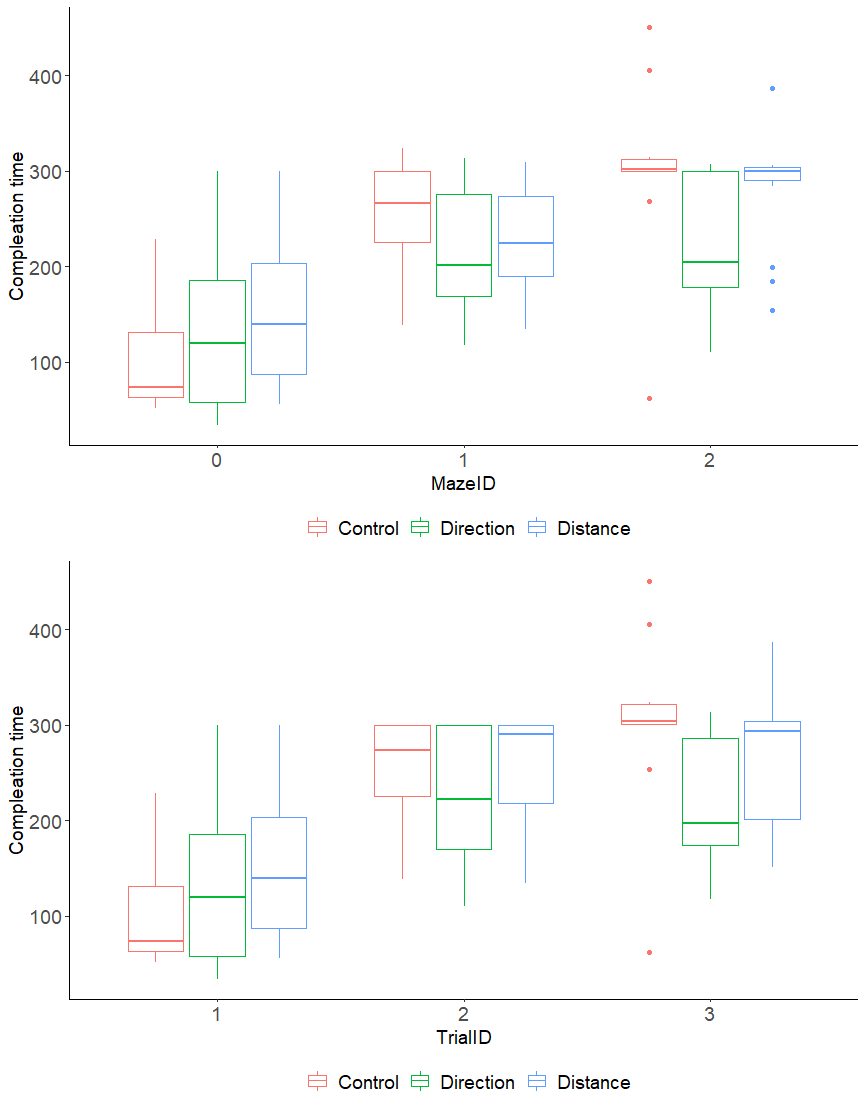 Compleation time
400
300
200
100
0 1 2
MazeID
Control Direction Distance
Compleation time
400
300
200
100
1 2 3
TrialID
Control Direction Distance